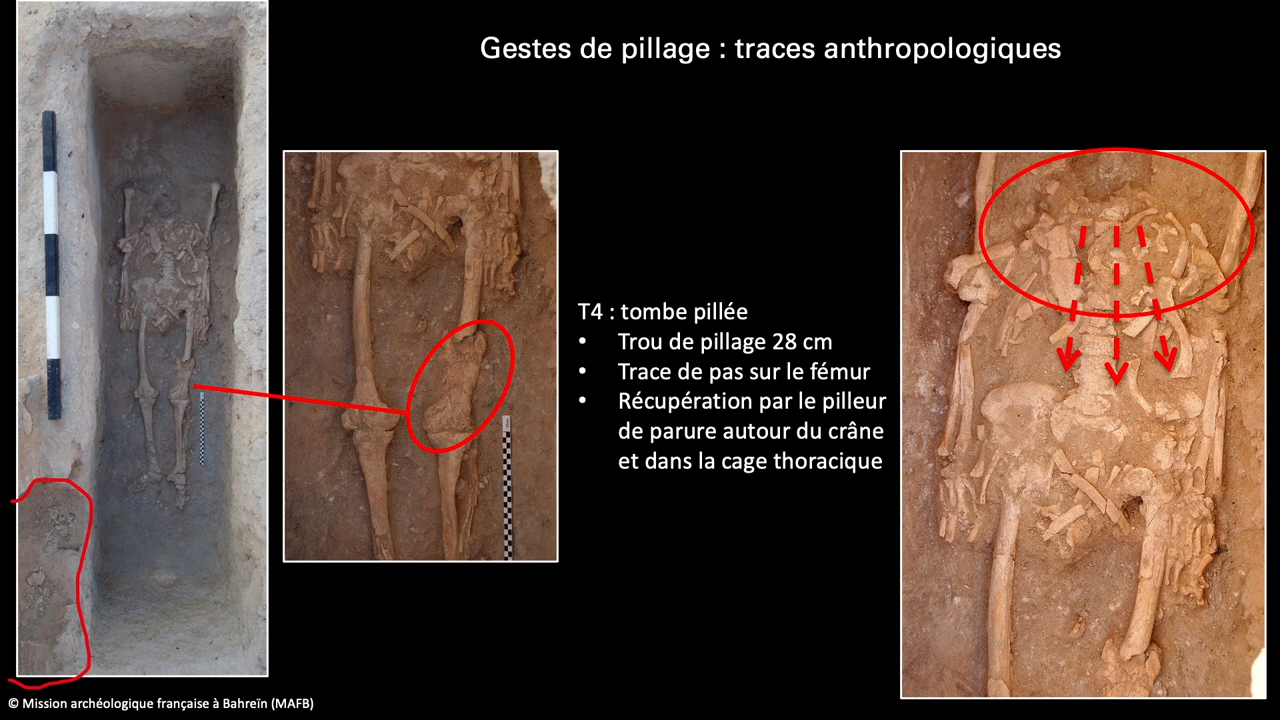 Gestes de pillage : traces anthropologiques
T4 : tombe pillée
• Trou de pillage 28 cm
• Trace de pas sur le fémur
• Récupération par le pilleur
de parure autour du crâne
et dans la cage thoracique
© Mission archéologique française à Bahreïn (MAFB)